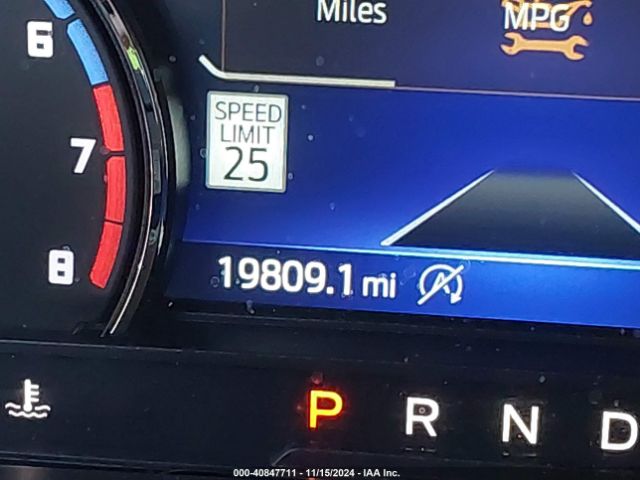 Miles
MPG
6
SPEED
LIMIT
25
7
8
19809.1 mi
A
P R N D
000-40847711 - 11/15/2024 - IAA Inc.